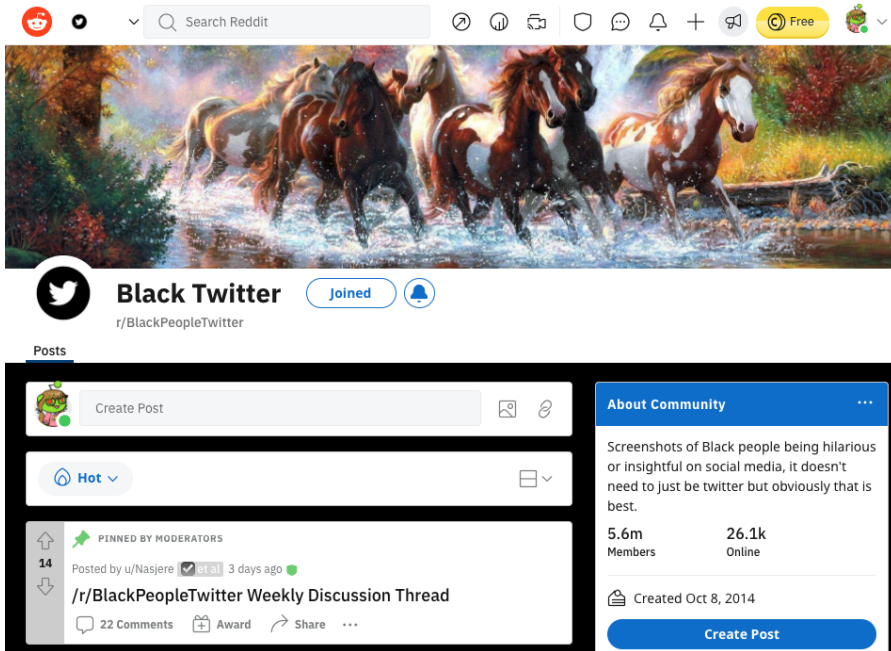 Search Reddit
Free
Black Twitter
Joined
r/BlackPeopleTwitter
Posts
Create Post
Hot
PINNED BY MODERATORS
14
Posted by u/Nasjere et al 3 days ago
/r/BlackPeopleTwitter Weekly Discussion Thread
22 Comments Award Share
About Community
Screenshots of Black people being hilarious
or insightful on social media, it doesn't
need to just be twitter but obviously that is
best.
5.6m 26.1k
Members Online
Created Oct 8, 2014
Create Post